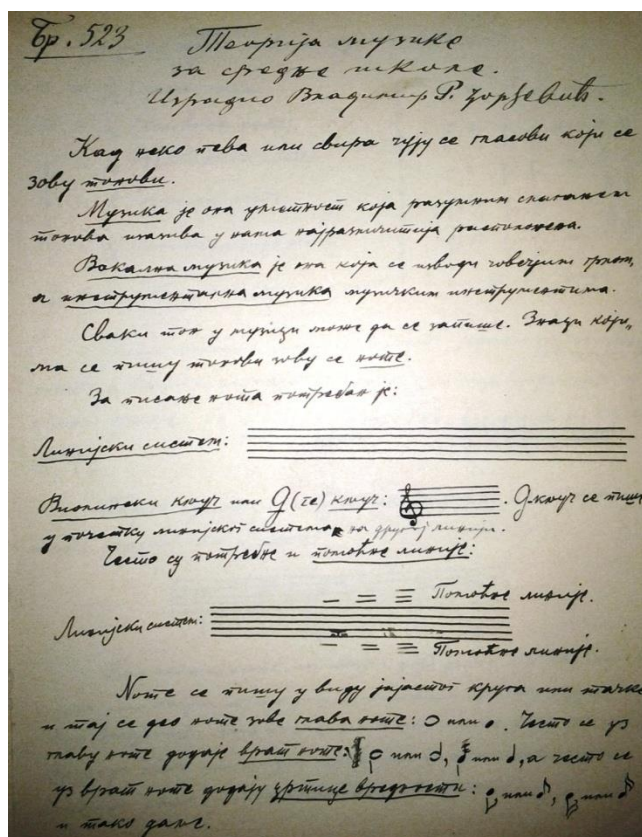 Бр. 523
Теорија музике
за средње школе.
Израдио Владимир Р. Ђорђевић.
Кад неко пева или свира чују се гласови који се
зову тонови.
Музика је она уметност која разумним слагањем
тонова изазива у нама најразличитија расположења.
Вокална музика је она која се изводи човечјим грлом,
а инструментална музика музичким инструментима.
Сваки тон у музици може да се запише. Знаци који-
ма се пишу тонови зову се ноте.
За писање нота потребан је:
Линијски систем:
Виолински кључ или G (ге) кључ: . G кључ се пише
у почетку линијског система на другој линији.
Често су потребне и помоћне линије:
Помоћне линије.
Линијски систем:
Помоћне линије.
Ноте се пишу у виду јајастог круга или тачке
и тај се део ноте зове глава ноте: или . Често се уз
главу ноте додаје врат ноте: или , или , а често се
уз врат ноте додају цртице вредности: или , или
и тако даље.